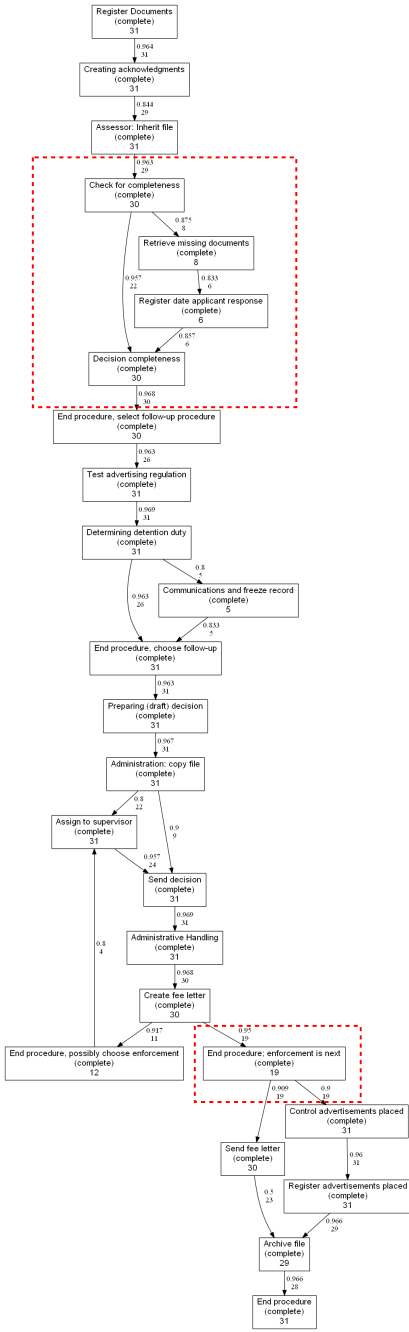 Register Documents
(complete)
31
0.964
31
Creating acknowledgments
(complete)
31
0.844
29
Assessor: Inherit file
(complete)
31
0.963
29
Check for completeness
(complete)
30
0.875
8
Retrieve missing documents
(complete)
8
0.957
22
0.833
6
Register date applicant response
(complete)
6
0.857
6
Decision completeness
(complete)
30
0.968
30
End procedure, select follow-up procedure
(complete)
30
0.963
26
Test advertising regulation
(complete)
31
0.969
31
Determining detention duty
(complete)
31
0.8
5
0.963
26
Communications and freeze record
(complete)
5
0.833
5
End procedure, choose follow-up
(complete)
31
0.963
31
Preparing (draft) decision
(complete)
31
0.967
31
Administration: copy file
(complete)
31
0.8
22
Assign to supervisor
(complete)
31
0.9
9
0.957
24
Send decision
(complete)
31
0.969
31
Administrative Handling
(complete)
31
0.8
4
0.968
30
Create fee letter
(complete)
30
0.917
11
0.95
19
End procedure, possibly choose enforcement
(complete)
12
End procedure; enforcement is next
(complete)
19
0.909
19
0.9
19
Control advertisements placed
(complete)
31
Send fee letter
(complete)
30
0.96
31
Register advertisements placed
(complete)
31
0.5
23
0.966
29
Archive file
(complete)
29
0.966
28
End procedure
(complete)
31